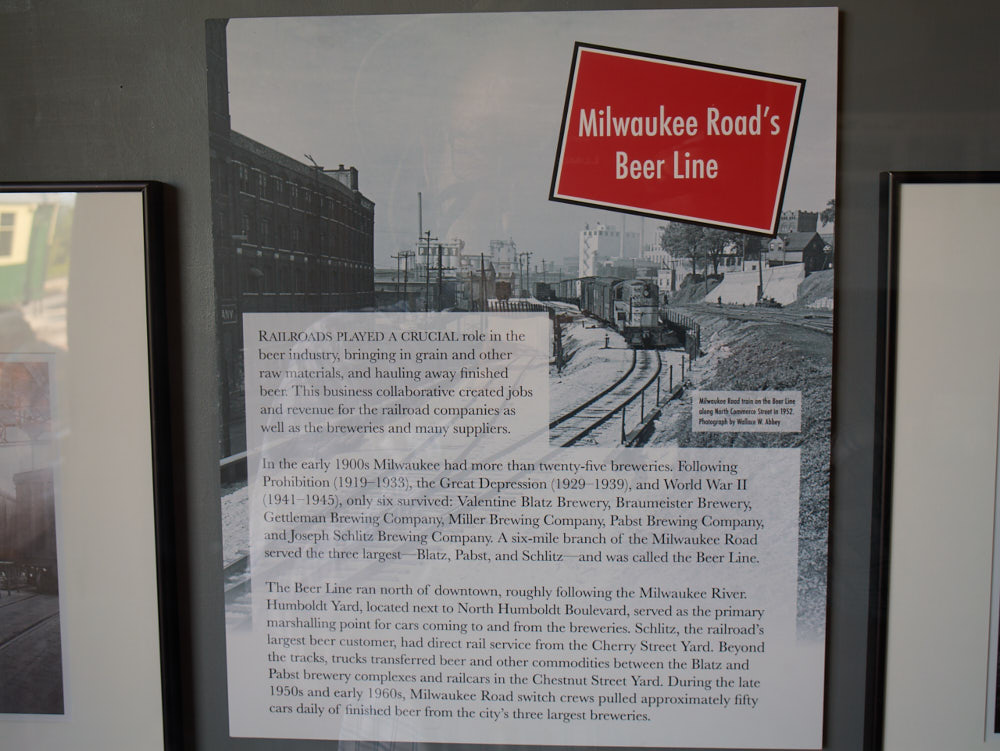 Milwaukee Road's
Beer Line
RAILROADS PLAYED A CRUCIAL role in the
beer industry, bringing in grain and other
raw materials, and hauling away finished
beer. This business collaborative created jobs
and revenue for the railroad companies as
well as the breweries and many suppliers.
Milwaukee Road train on the Beer Line
along North Commerce Street in 1952.
Photograph by Wallace W. Abbey
In the early 1900s Milwaukee had more than twenty-five breweries. Following
Prohibition (1919–1933), the Great Depression (1929–1939), and World War II
(1941–1945), only six survived: Valentine Blatz Brewery, Braumeister Brewery,
Gettleman Brewing Company, Miller Brewing Company, Pabst Brewing Company,
and Joseph Schlitz Brewing Company. A six-mile branch of the Milwaukee Road
served the three largest—Blatz, Pabst, and Schlitz—and was called the Beer Line.
The Beer Line ran north of downtown, roughly following the Milwaukee River.
Humboldt Yard, located next to North Humboldt Boulevard, served as the primary
marshalling point for cars coming to and from the breweries. Schlitz, the railroad's
largest beer customer, had direct rail service from the Cherry Street Yard. Beyond
the tracks, trucks transferred beer and other commodities between the Blatz and
Pabst brewery complexes and railcars in the Chestnut Street Yard. During the late
1950s and early 1960s, Milwaukee Road switch crews pulled approximately fifty
cars daily of finished beer from the city's three largest breweries.